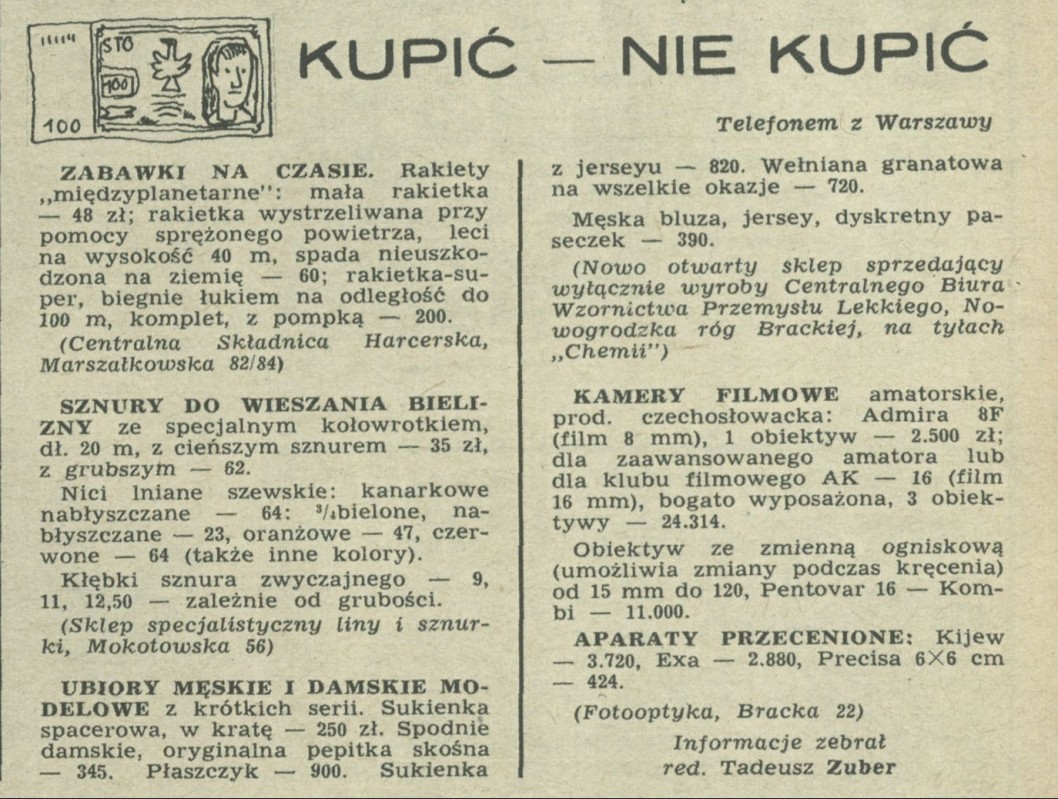 STO
100
100
KUPIĆ — NIE KUPIĆ
Telefonem z Warszawy
ZABAWKI NA CZASIE. Rakiety
„międzyplanetarne": mała rakietka
— 48 zł; rakietka wystrzeliwana przy
pomocy sprężonego powietrza, leci
na wysokość 40 m, spada nieuszko-
dzona na ziemię — 60; rakietka-su-
per, biegnie łukiem na odległość do
100 m, komplet, z pompką — 200.
(Centralna Składnica Harcerska,
Marszałkowska 82/84)
SZNURY DO WIESZANIA BIELI-
ZNY ze specjalnym kołowrotkiem,
dł. 20 m, z cieńszym sznurem — 35 zł,
z grubszym — 62.
Nici lniane szewskie: kanarkowe
nabłyszczane — 64: ³/₄bielone, na-
błyszczane — 23, oranżowe — 47, czer-
wone — 64 (także inne kolory).
Kłębki sznura zwyczajnego — 9,
11, 12,50 — zależnie od grubości.
(Sklep specjalistyczny liny i sznur-
ki, Mokotowska 56)
UBIORY MĘSKIE I DAMSKIE MO-
DELOWE z krótkich serii. Sukienka
spacerowa, w kratę — 250 zł. Spodnie
damskie, oryginalna pepitka skośna
— 345. Płaszczyk — 900. Sukienka
z jerseyu — 820. Wełniana granatowa
na wszelkie okazje — 720.
Męska bluza, jersey, dyskretny pa-
seczek — 390.
(Nowo otwarty sklep sprzedający
wyłącznie wyroby Centralnego Biura
Wzornictwa Przemysłu Lekkiego, No-
wogrodzka róg Brackiej, na tyłach
„Chemii")
KAMERY FILMOWE amatorskie,
prod. czechosłowacka: Admira 8F
(film 8 mm), 1 obiektyw — 2.500 zł;
dla zaawansowanego amatora lub
dla klubu filmowego AK — 16 (film
16 mm), bogato wyposażona, 3 obiek-
tywy — 24.314.
Obiektyw ze zmienną ogniskową
(umożliwia zmiany podczas kręcenia)
od 15 mm do 120, Pentovar 16 — Kom-
bi — 11.000.
APARATY PRZECENIONE: Kijew
— 3.720, Exa — 2.880, Precisa 6×6 cm
— 424.
(Fotooptyka, Bracka 22)
Informacje zebrał
red. Tadeusz Zuber